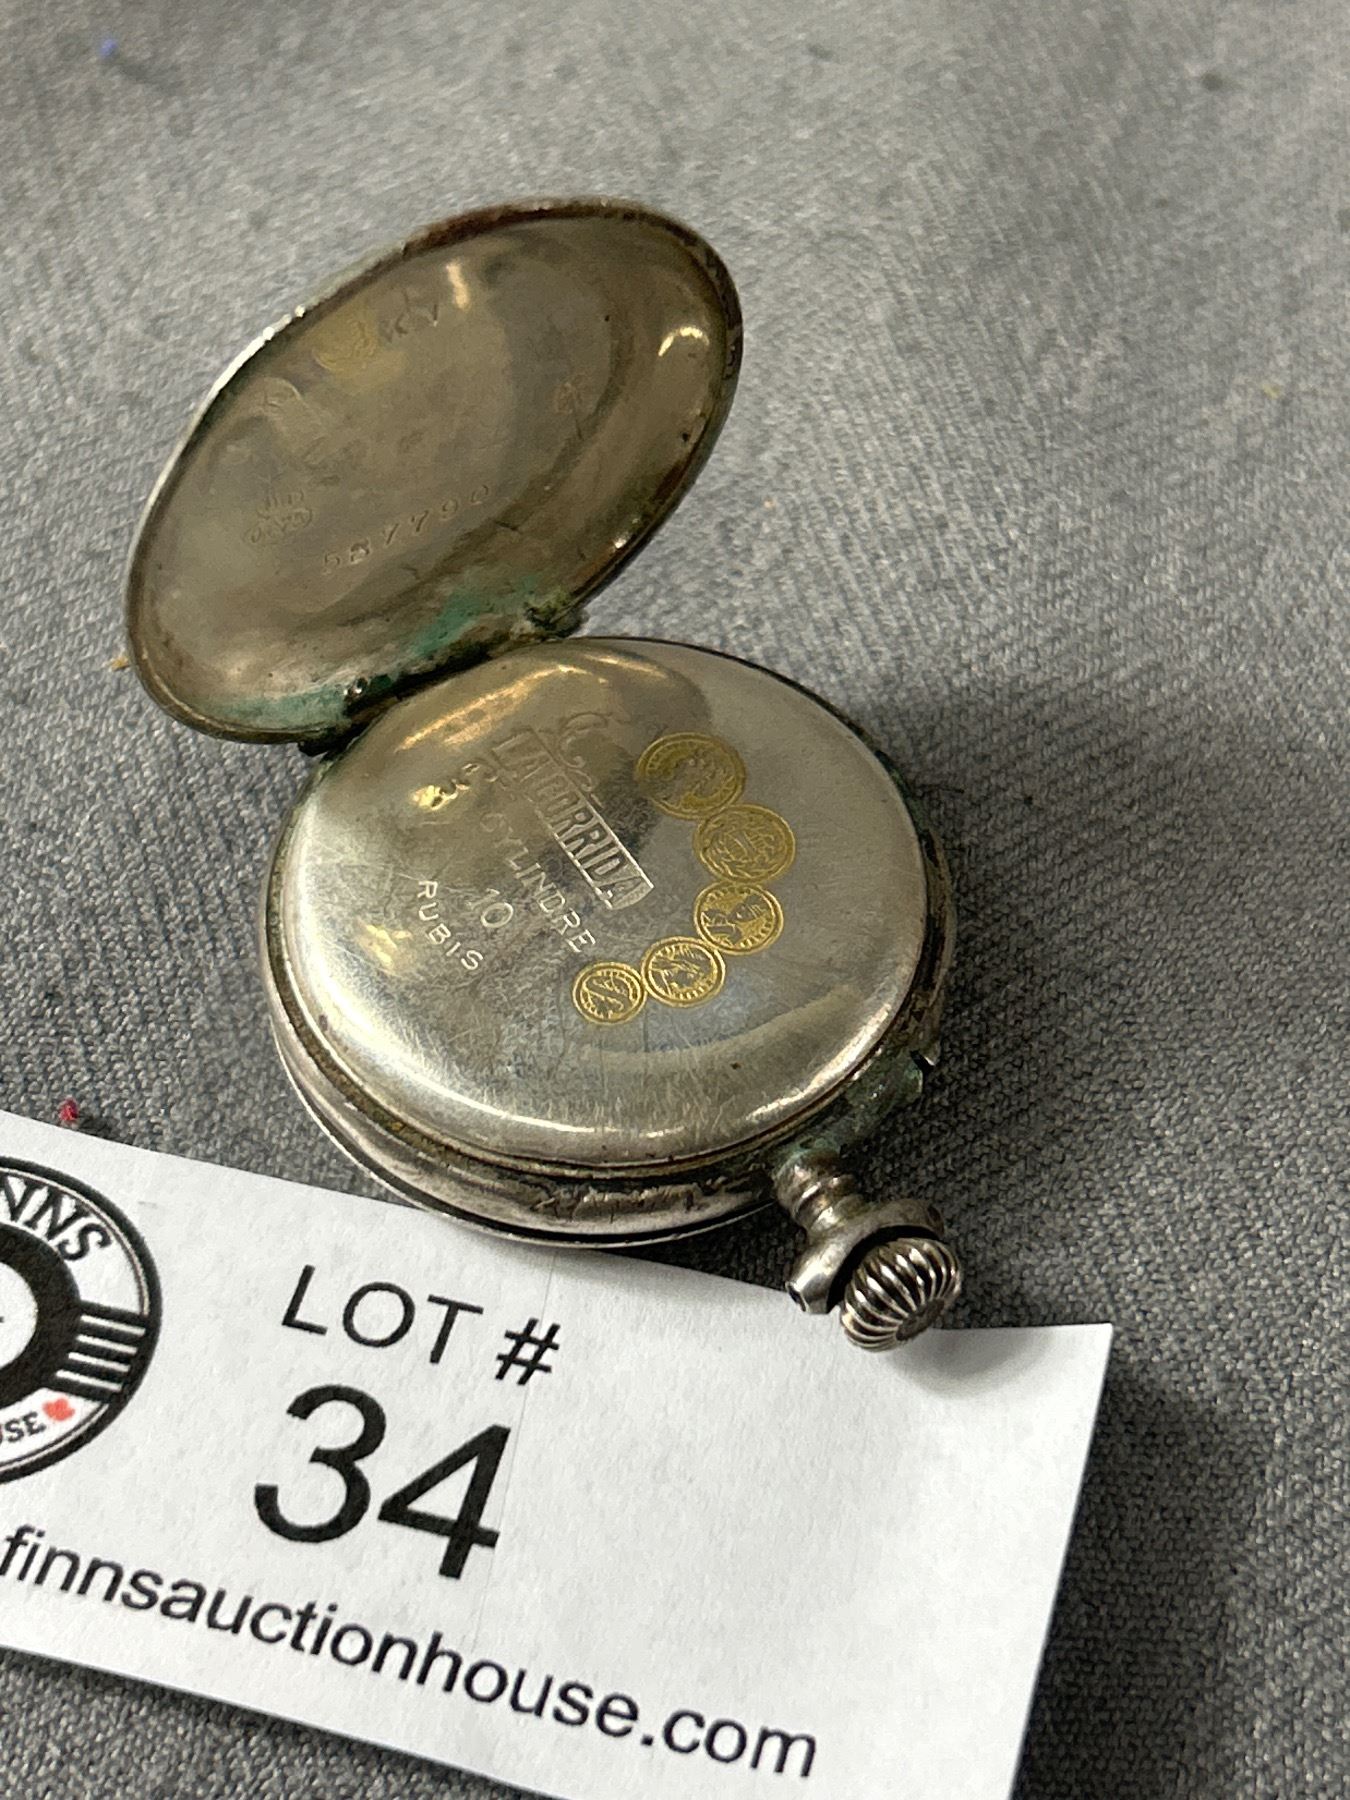 587790
LA CORRIDA
CYLINDRE
10
RUBIS
LOT #
34
finnsauctionhouse.com